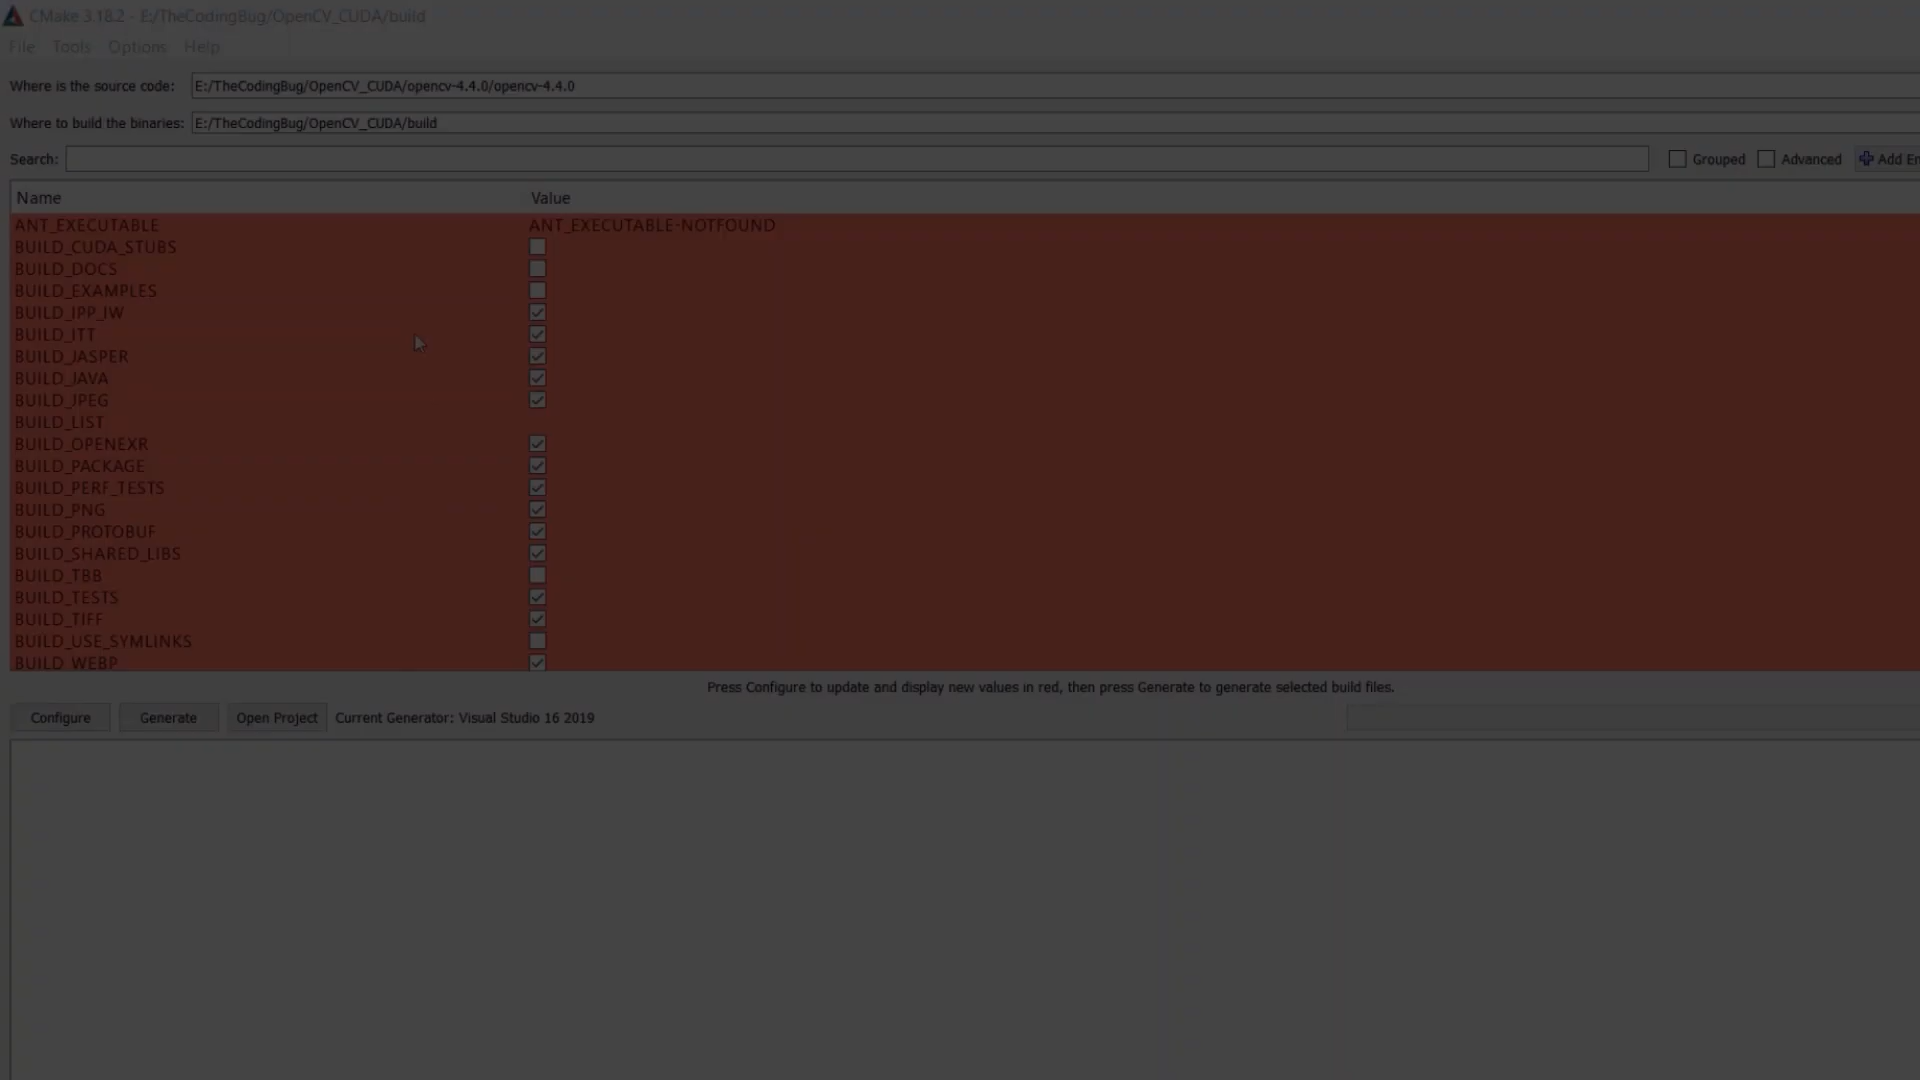 CMake 3.18.2 - E:/TheCodingBug/OpenCV_CUDA/build
File Tools Options Help
Where is the source code: E:/TheCodingBug/OpenCV_CUDA/opencv-4.4.0/opencv-4.4.0
Where to build the binaries: E:/TheCodingBug/OpenCV_CUDA/build
Search: Grouped Advanced Add En
Name Value
ANT_EXECUTABLE ANT_EXECUTABLE-NOTFOUND
BUILD_CUDA_STUBS
BUILD_DOCS
BUILD_EXAMPLES
BUILD_IPP_IW
BUILD_ITT
BUILD_JASPER
BUILD_JAVA
BUILD_JPEG
BUILD_LIST
BUILD_OPENEXR
BUILD_PACKAGE
BUILD_PERF_TESTS
BUILD_PNG
BUILD_PROTOBUF
BUILD_SHARED_LIBS
BUILD_TBB
BUILD_TESTS
BUILD_TIFF
BUILD_USE_SYMLINKS
BUILD_WEBP
Press Configure to update and display new values in red, then press Generate to generate selected build files.
Configure Generate Open Project Current Generator: Visual Studio 16 2019